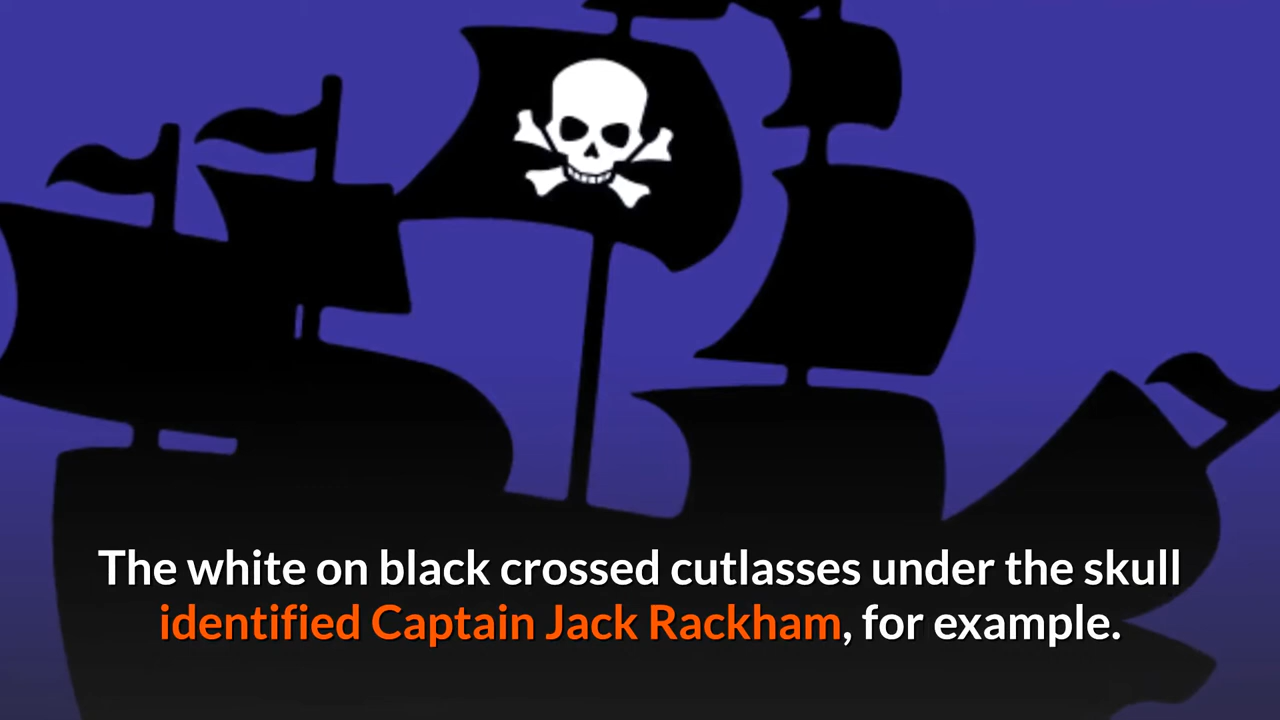 The white on black crossed cutlasses under the skull
identified Captain Jack Rackham, for example.